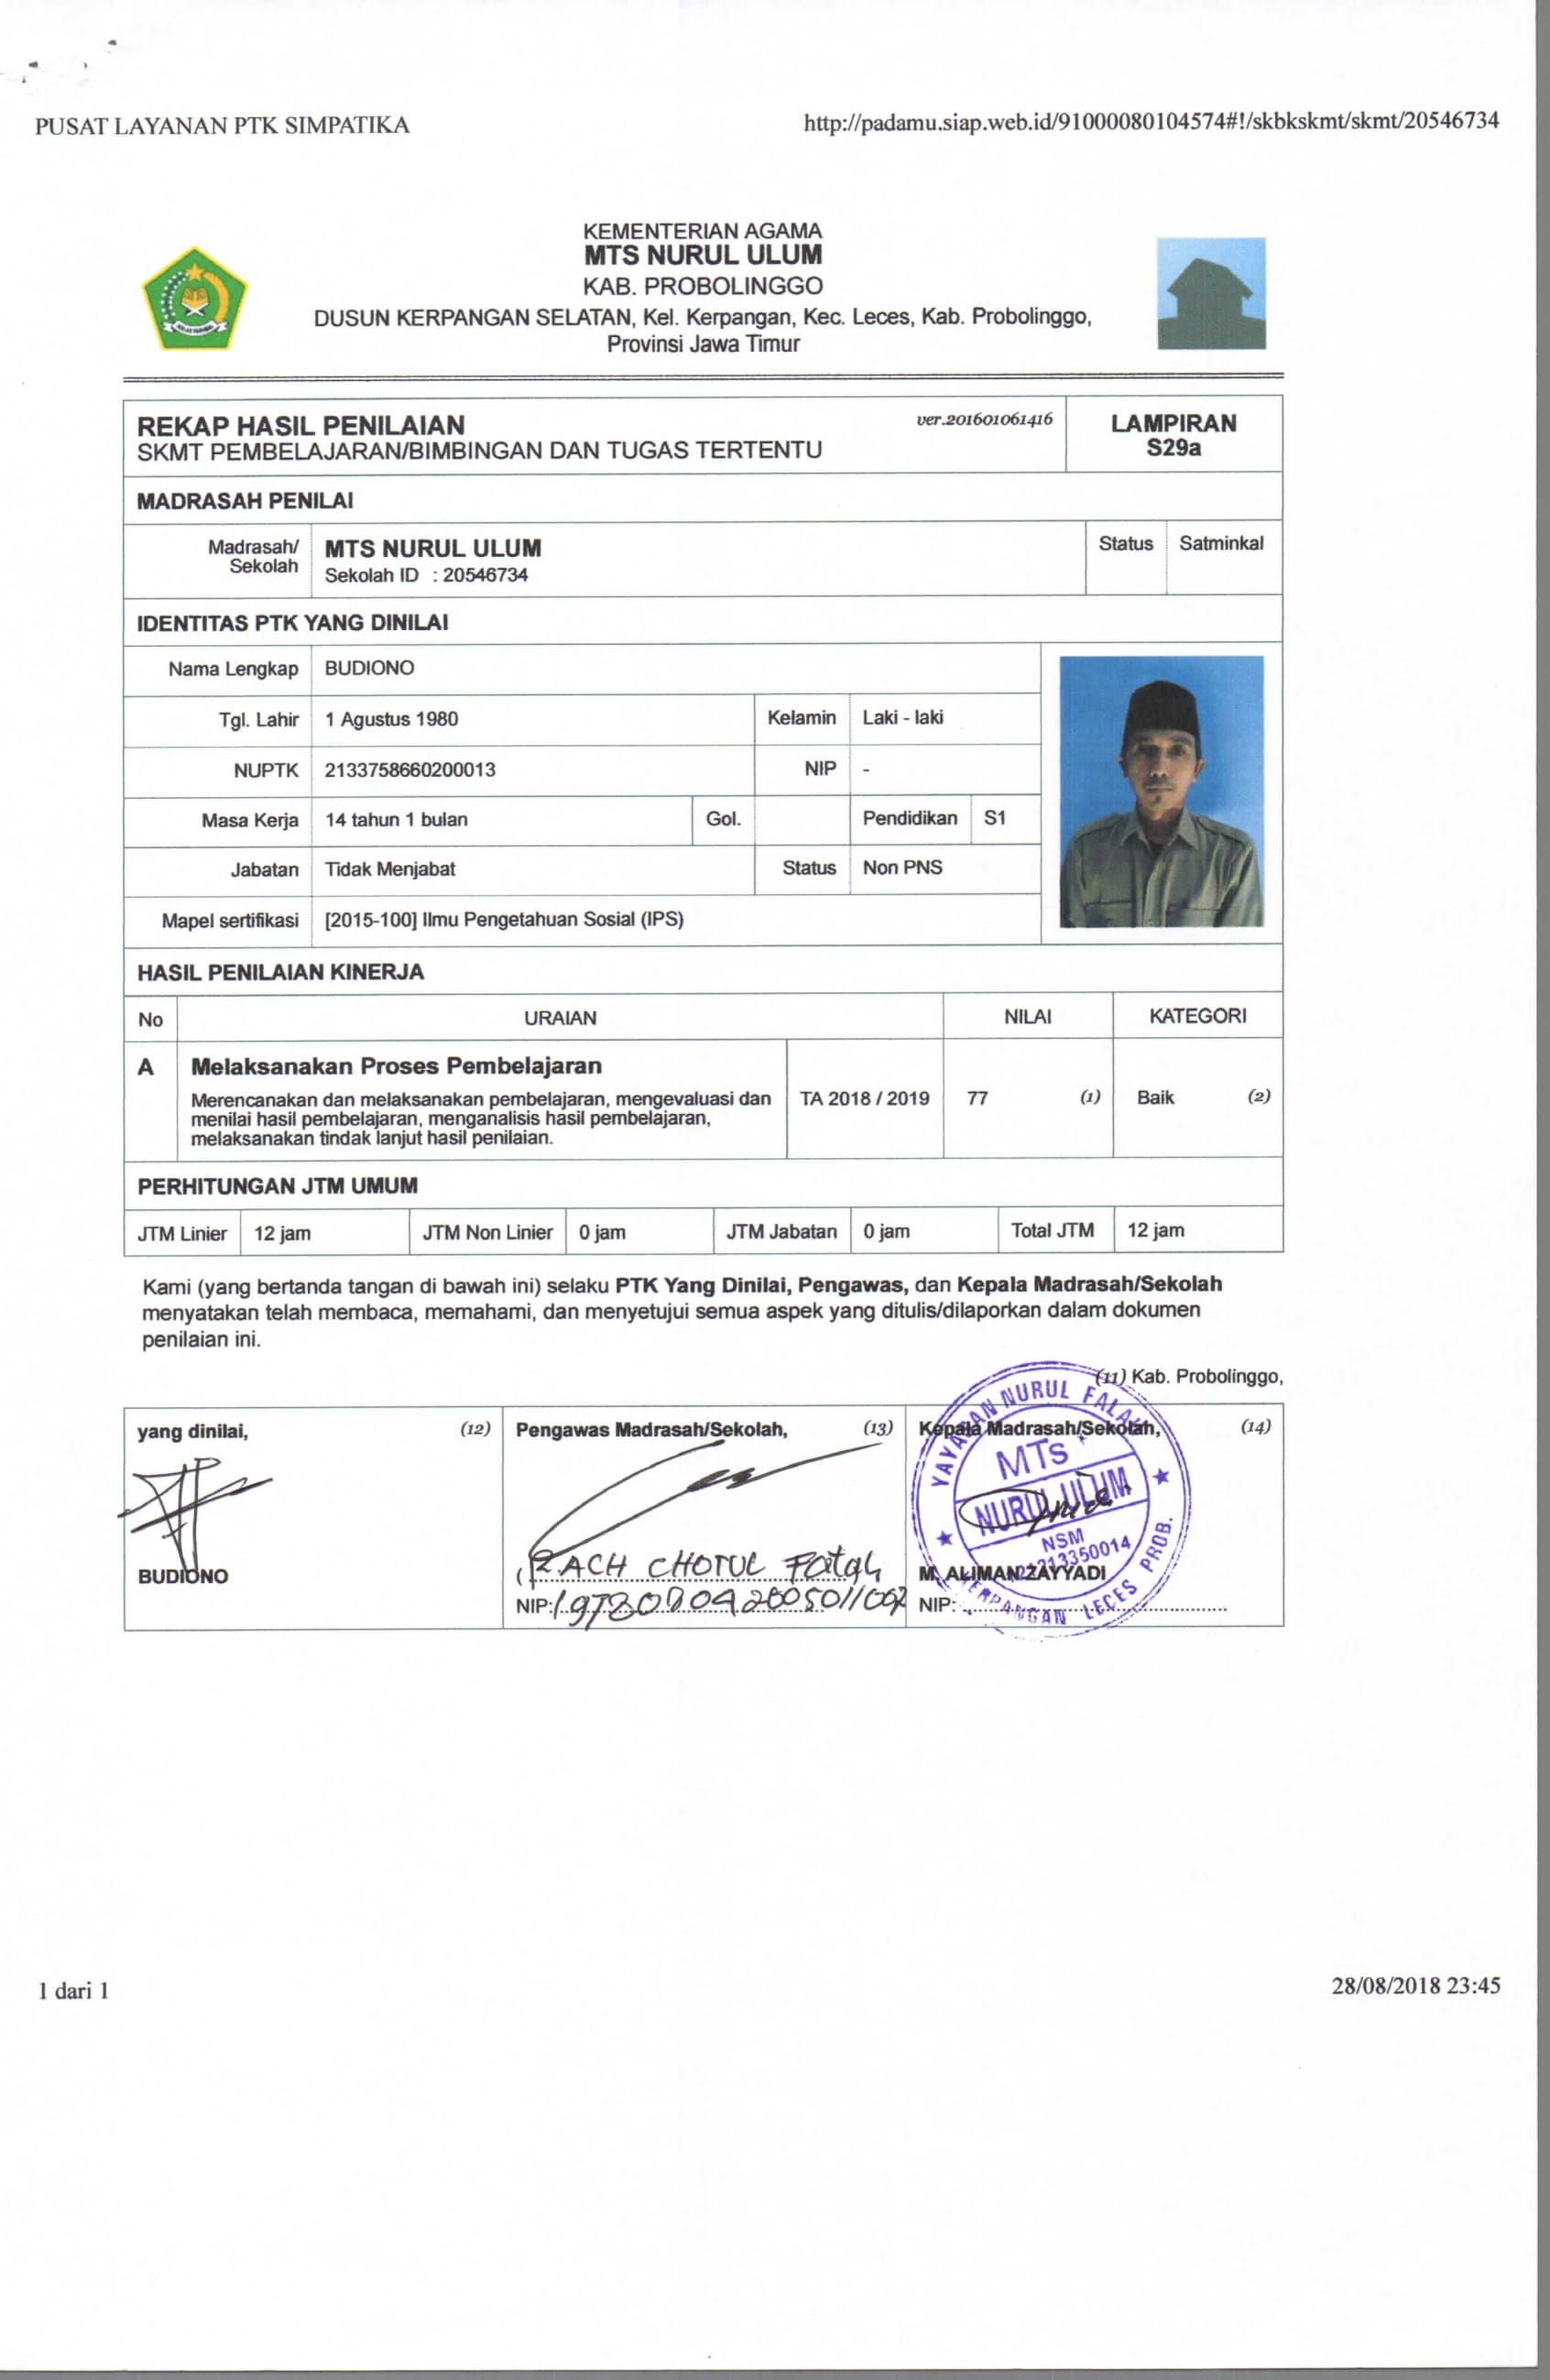 PUSAT LAYANAN PTK SIMPATIKA
http://padamu.siap.web.id/91000080104574#!/skbkskmt/skmt/20546734
KEMENTERIAN AGAMA
MTS NURUL ULUM
KAB. PROBOLINGGO
DUSUN KERPANGAN SELATAN, Kel. Kerpangan, Kec. Leces, Kab. Probolinggo,
Provinsi Jawa Timur
REKAP HASIL PENILAIAN
ver.201601061416
SKMT PEMBELAJARAN/BIMBINGAN DAN TUGAS TERTENTU
LAMPIRAN
S29a
MADRASAH PENILAI
Madrasah/
Sekolah
MTS NURUL ULUM
Sekolah ID : 20546734
Status Satminkal
IDENTITAS PTK YANG DINILAI
Nama Lengkap BUDIONO
Tgl. Lahir 1 Agustus 1980 Kelamin Laki - laki
NUPTK 2133758660200013 NIP -
Masa Kerja 14 tahun 1 bulan Gol. Pendidikan S1
Jabatan Tidak Menjabat Status Non PNS
Mapel sertifikasi [2015-100] Ilmu Pengetahuan Sosial (IPS)
HASIL PENILAIAN KINERJA
No URAIAN NILAI KATEGORI
A Melaksanakan Proses Pembelajaran
Merencanakan dan melaksanakan pembelajaran, mengevaluasi dan
menilai hasil pembelajaran, menganalisis hasil pembelajaran,
melaksanakan tindak lanjut hasil penilaian.
TA 2018 / 2019 77 (1) Baik (2)
PERHITUNGAN JTM UMUM
JTM Linier 12 jam JTM Non Linier 0 jam JTM Jabatan 0 jam Total JTM 12 jam
Kami (yang bertanda tangan di bawah ini) selaku PTK Yang Dinilai, Pengawas, dan Kepala Madrasah/Sekolah
menyatakan telah membaca, memahami, dan menyetujui semua aspek yang ditulis/dilaporkan dalam dokumen
penilaian ini.
(11) Kab. Probolinggo,
yang dinilai, (12) Pengawas Madrasah/Sekolah, (13) Kepala Madrasah/Sekolah, (14)
YAYASAN NURUL FALAH
MTs
NURUL ULUM
NSM
KERPANGAN LECES PROB.
BUDIONO
CHOIUL Fatah
M. ALIMAN ZAYYADI
NIP:
NIP:
1 dari 1
28/08/2018 23:45